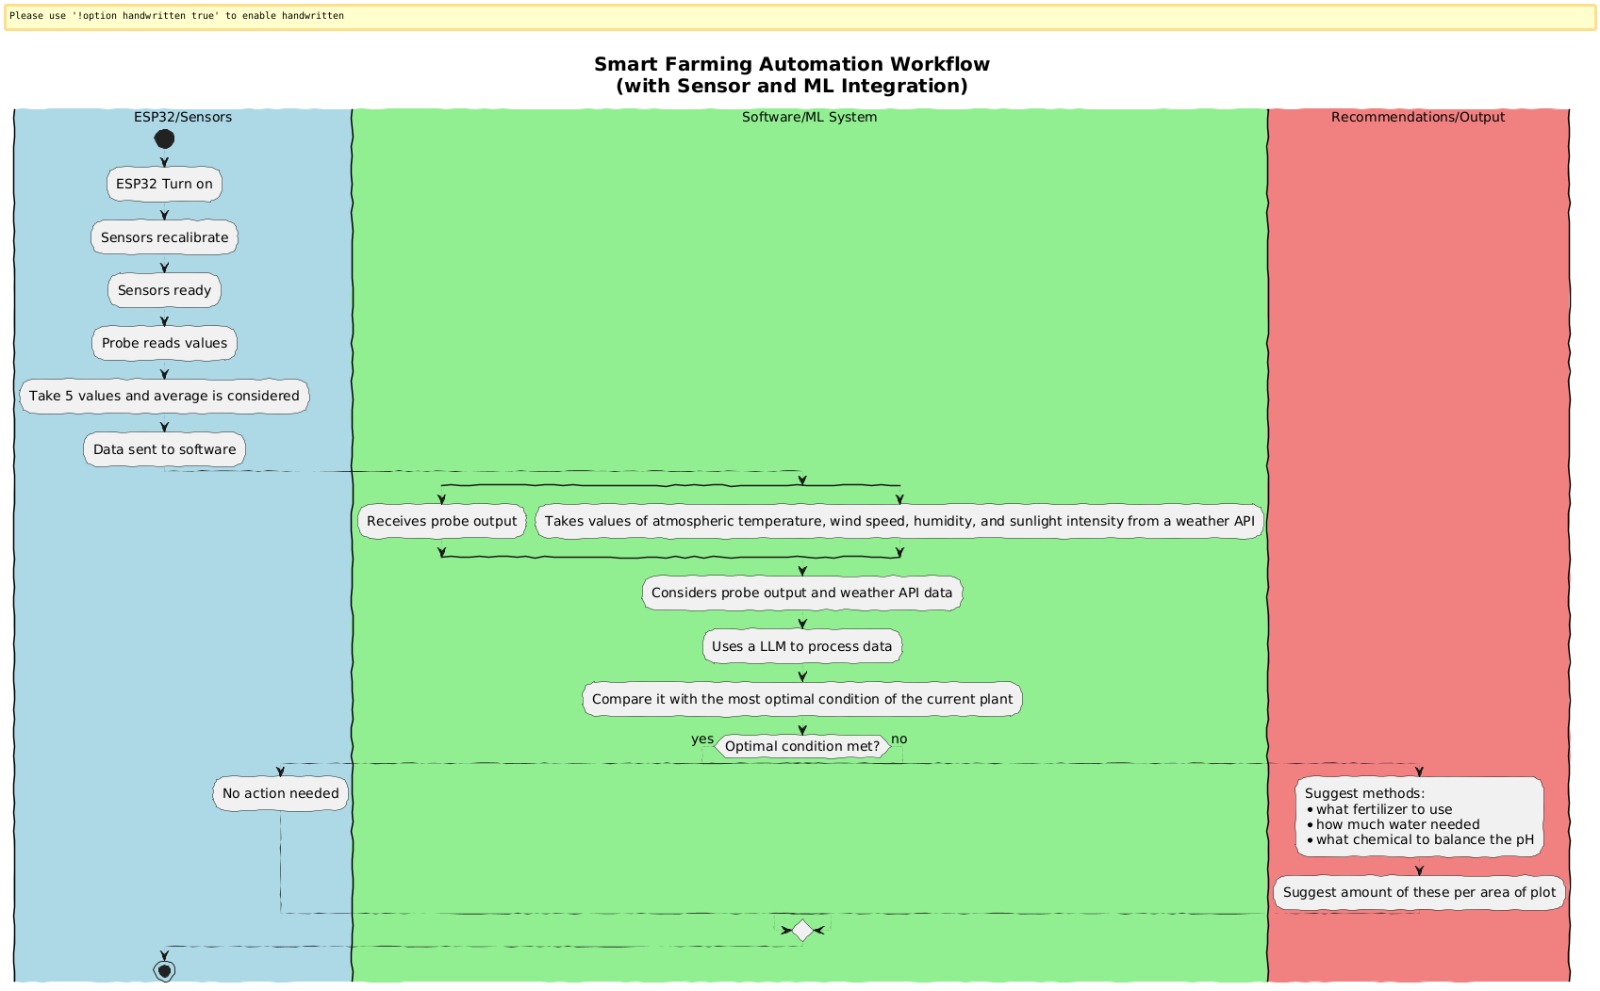 Please use '!option handwritten true' to enable handwritten
Smart Farming Automation Workflow
(with Sensor and ML Integration)
ESP32/Sensors
Software/ML System
Recommendations/Output
ESP32 Turn on
Sensors recalibrate
Sensors ready
Probe reads values
Take 5 values and average is considered
Data sent to software
Receives probe output
Takes values of atmospheric temperature, wind speed, humidity, and sunlight intensity from a weather API
Considers probe output and weather API data
Uses a LLM to process data
Compare it with the most optimal condition of the current plant
yes
Optimal condition met?
no
No action needed
Suggest methods:
• what fertilizer to use
• how much water needed
• what chemical to balance the pH
Suggest amount of these per area of plot